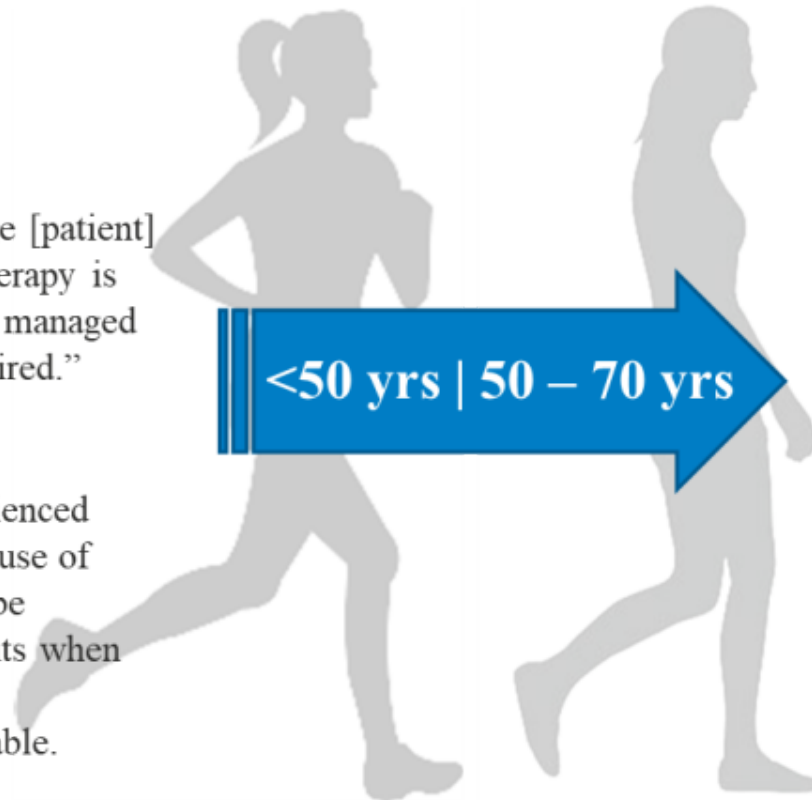 e [patient]
erapy is
managed
ired.”
<50 yrs | 50 – 70 yrs
enced
use of
be
ts when
able.